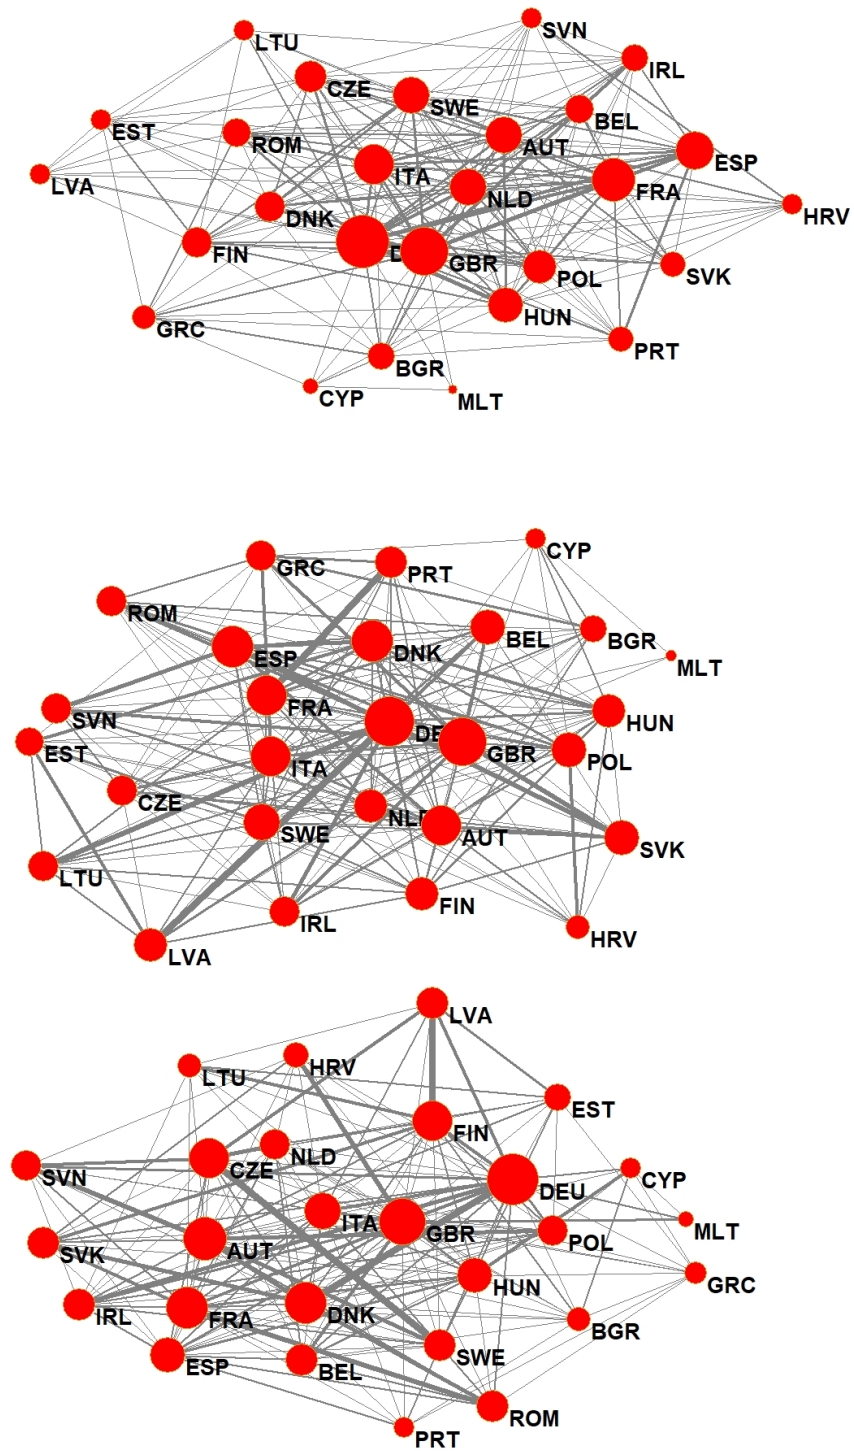 SVN
LTU
IRL
CZE
SWE
BEL
EST
ROM
AUT
ESP
ITA
FRA
LVA
NLD
HRV
DNK
FIN
GBR
POL
SVK
HUN
GRC
PRT
BGR
CYP
MLT
CYP
GRC
PRT
ROM
BEL
BGR
DNK
ESP
MLT
FRA
SVN
HUN
DE
EST
GBR
POL
ITA
CZE
NL
SWE
AUT
SVK
LTU
FIN
IRL
HRV
LVA
LVA
HRV
LTU
EST
FIN
NLD
CZE
SVN
CYP
DEU
ITA
GBR
MLT
POL
AUT
SVK
HUN
GRC
IRL
FRA
DNK
BGR
SWE
ESP
BEL
ROM
PRT